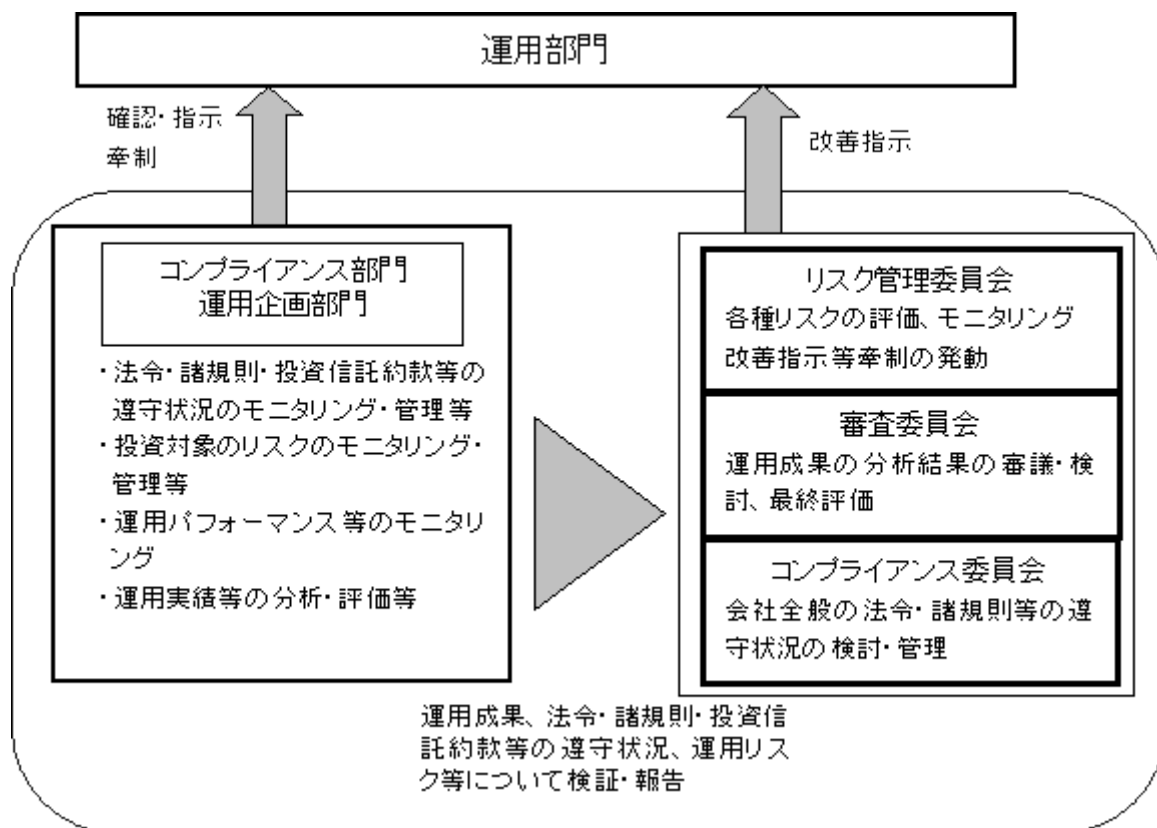 運用部門
確認・指示
牽制
改善指示
コンプライアンス部門
運用企画部門
・法令・諸規則・投資信託約款等の
遵守状況のモニタリング・管理等
・投資対象のリスクのモニタリング・
管理等
・運用パフォーマンス等のモニタリ
ング
・運用実績等の分析・評価等
リスク管理委員会
各種リスクの評価、モニタリング
改善指示等牽制の発動
審査委員会
運用成果の分析結果の審議・検
討、最終評価
コンプライアンス委員会
会社全般の法令・諸規則等の遵
守状況の検討・管理
運用成果、法令・諸規則・投資信
託約款等の遵守状況、運用リス
ク等について検証・報告